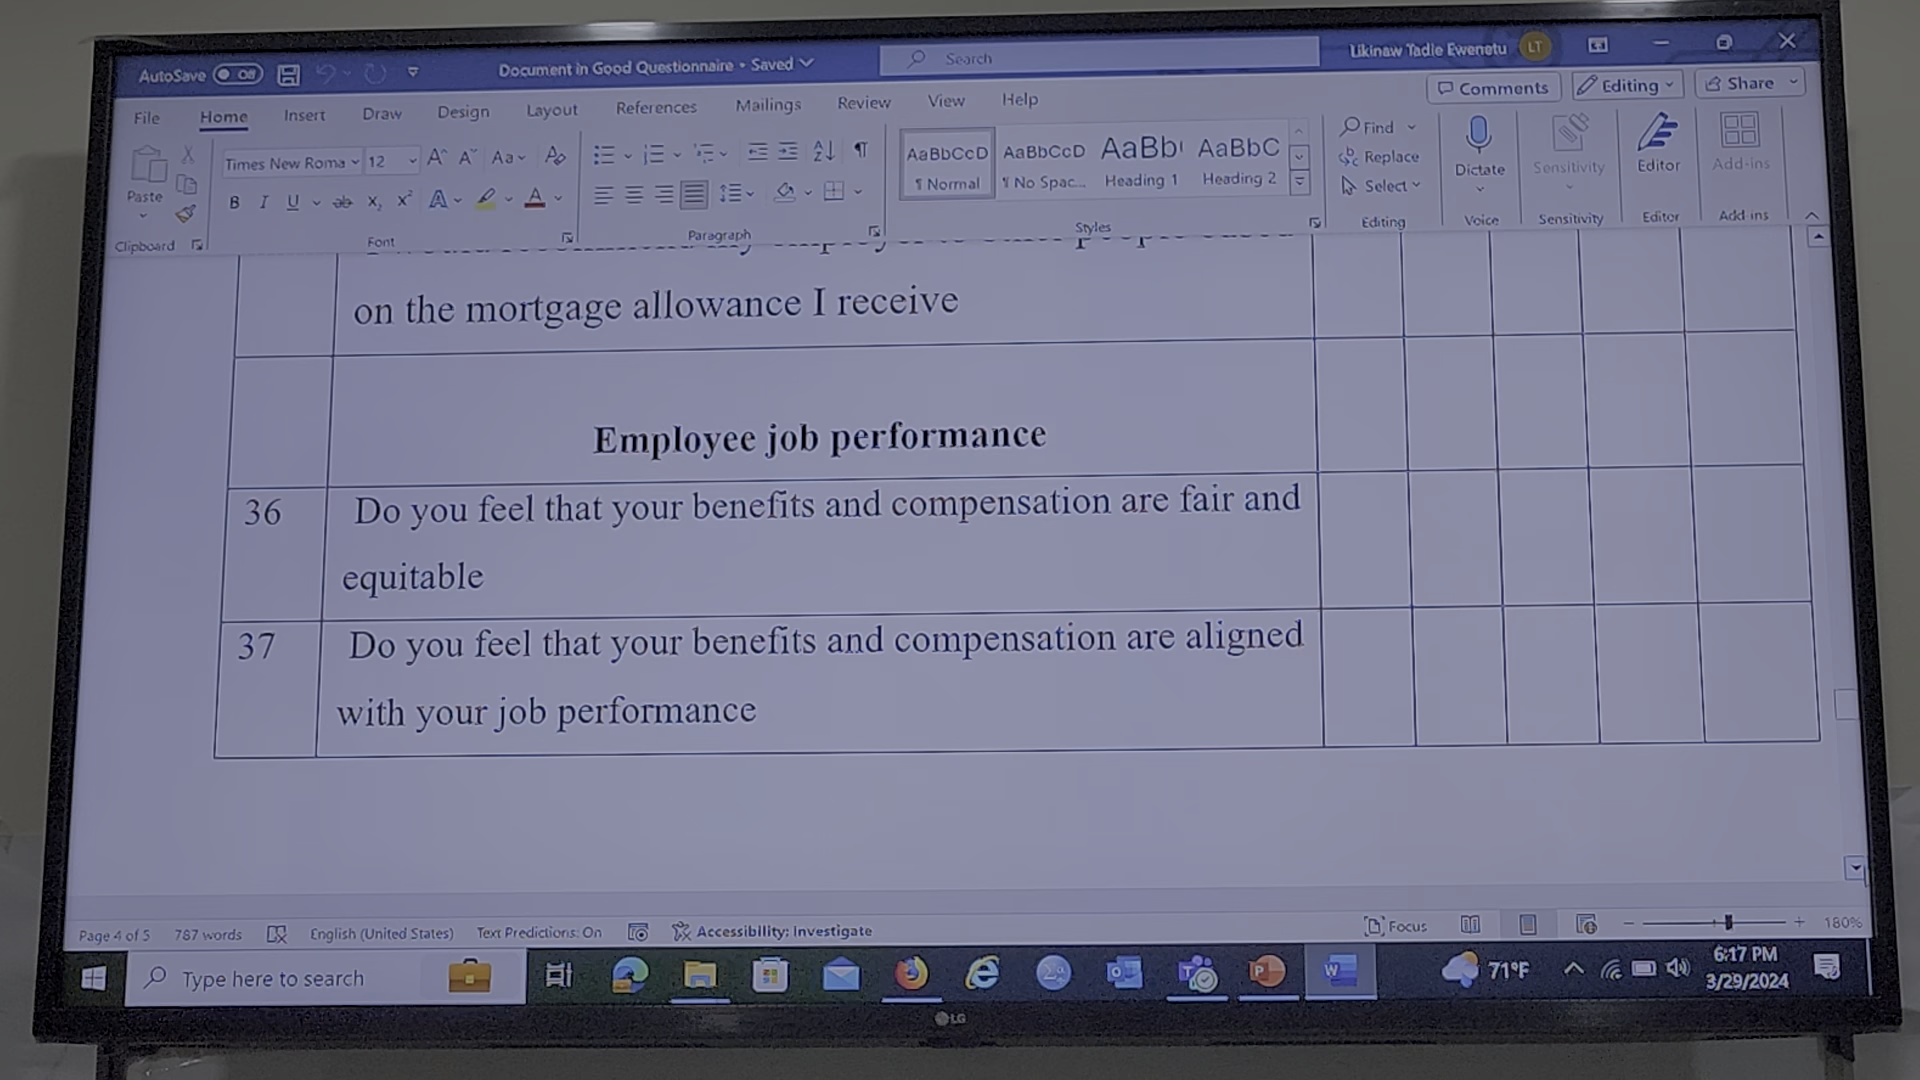 AutoSave Off Document in Good Questionnaire • Saved Search Likinaw Tadie Ewenetu LT
File Home Insert Draw Design Layout References Mailings Review View Help Comments Editing Share
Paste Clipboard
Times New Roma 12 Font
Paragraph
AaBbCcD AaBbCcD AaBb AaBbC
¶ Normal ¶ No Spac... Heading 1 Heading 2
Styles
Find
Replace
Select
Editing
Dictate Sensitivity Editor Add-ins
Voice Sensitivity Editor Add ins
on the mortgage allowance I receive
Employee job performance
36 Do you feel that your benefits and compensation are fair and
equitable
37 Do you feel that your benefits and compensation are aligned
with your job performance
Page 4 of 5 787 words English (United States) Text Predictions: On Accessibility: Investigate Focus 180%
Type here to search 71°F 6:17 PM
3/29/2024
LG